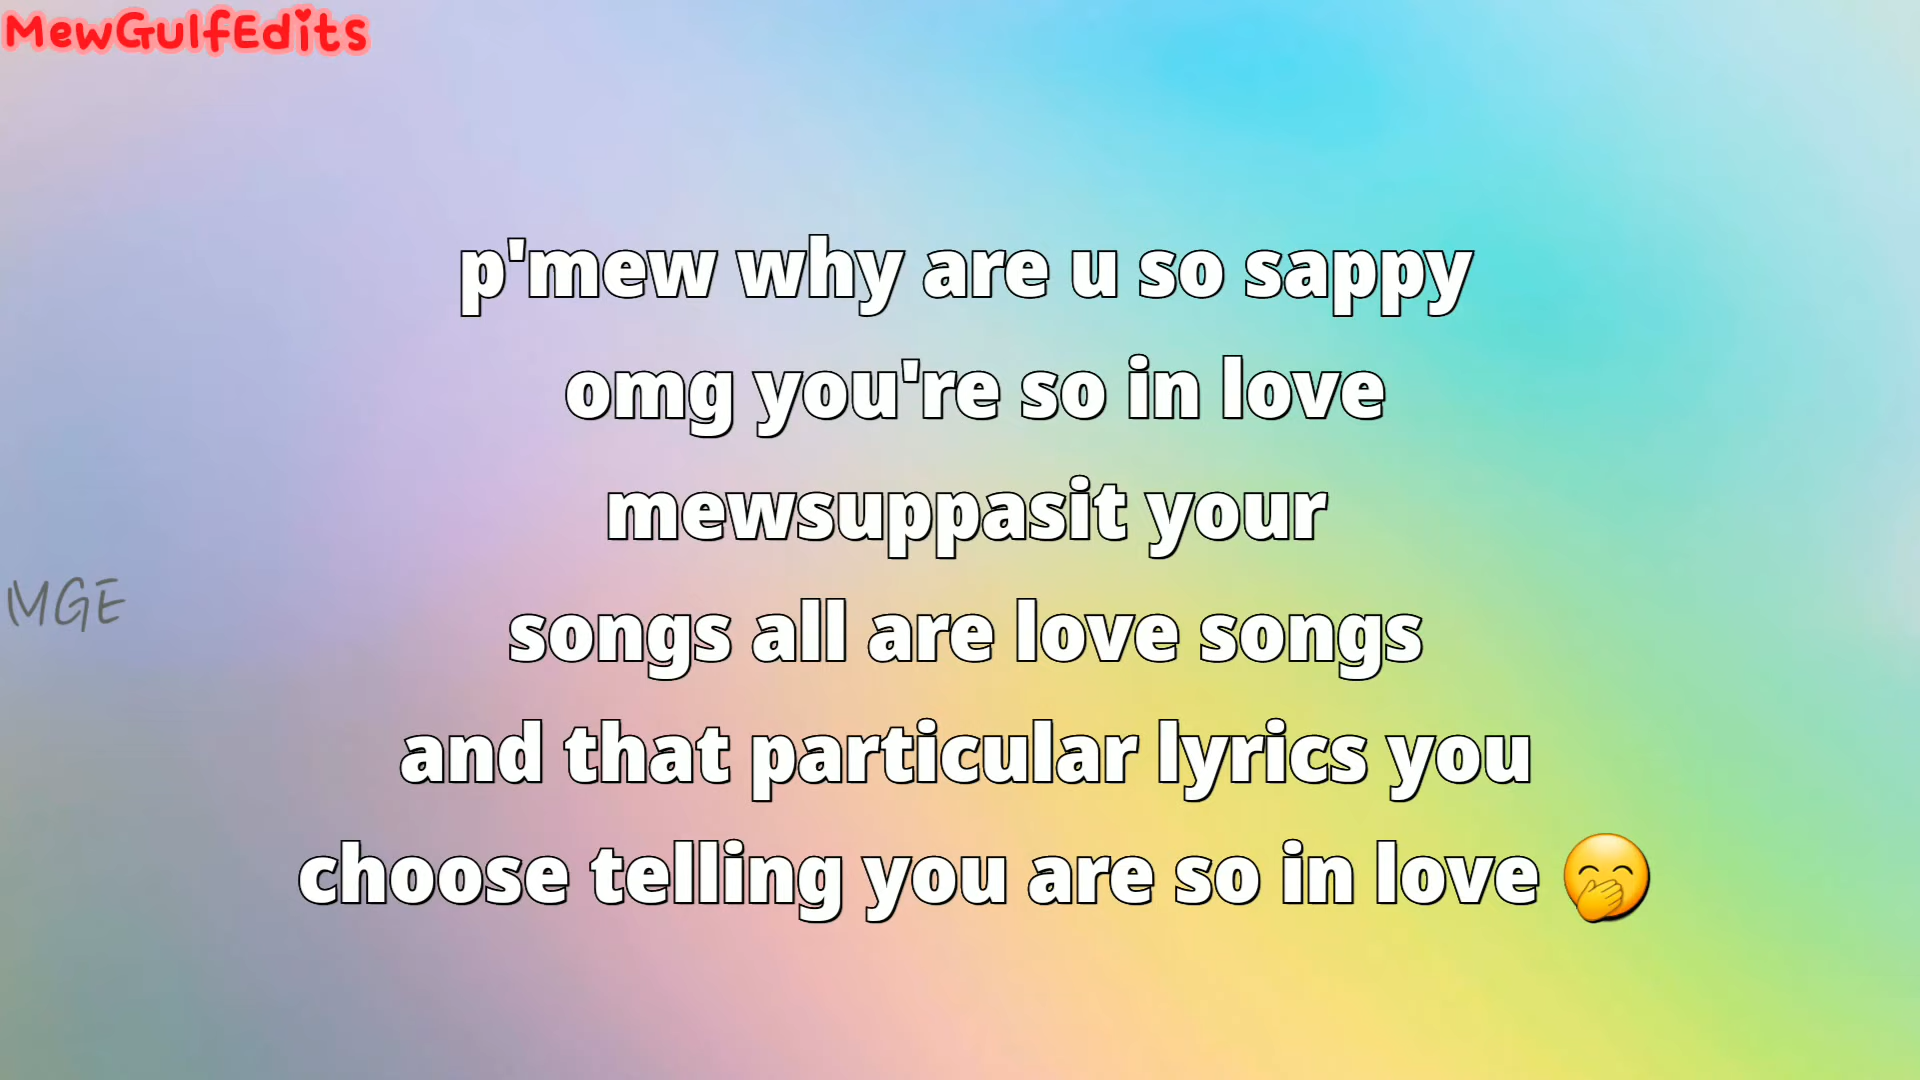 MewGulfEdits
p'mew why are u so sappy
omg you're so in love
mewsuppasit your
MGE
songs all are love songs
and that particular lyrics you
choose telling you are so in love 🤭